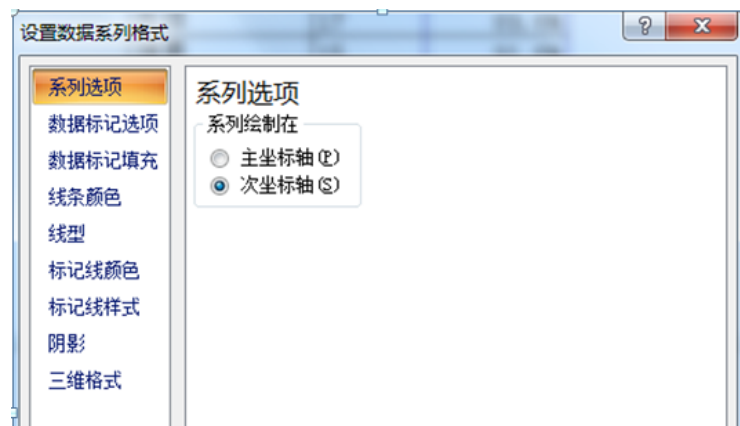 设置数据系列格式
?
X
系列选项
数据标记选项
数据标记填充
线条颜色
线型
标记线颜色
标记线样式
阴影
三维格式
系列选项
系列绘制在
主坐标轴(P)
次坐标轴(S)